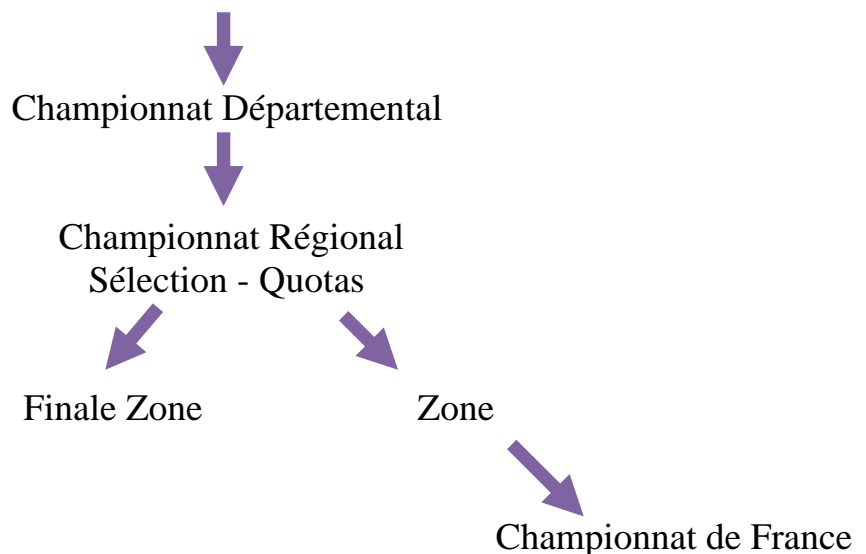 Championnat Départemental
Championnat Régional
Sélection - Quotas
Finale Zone
Zone
Championnat de France